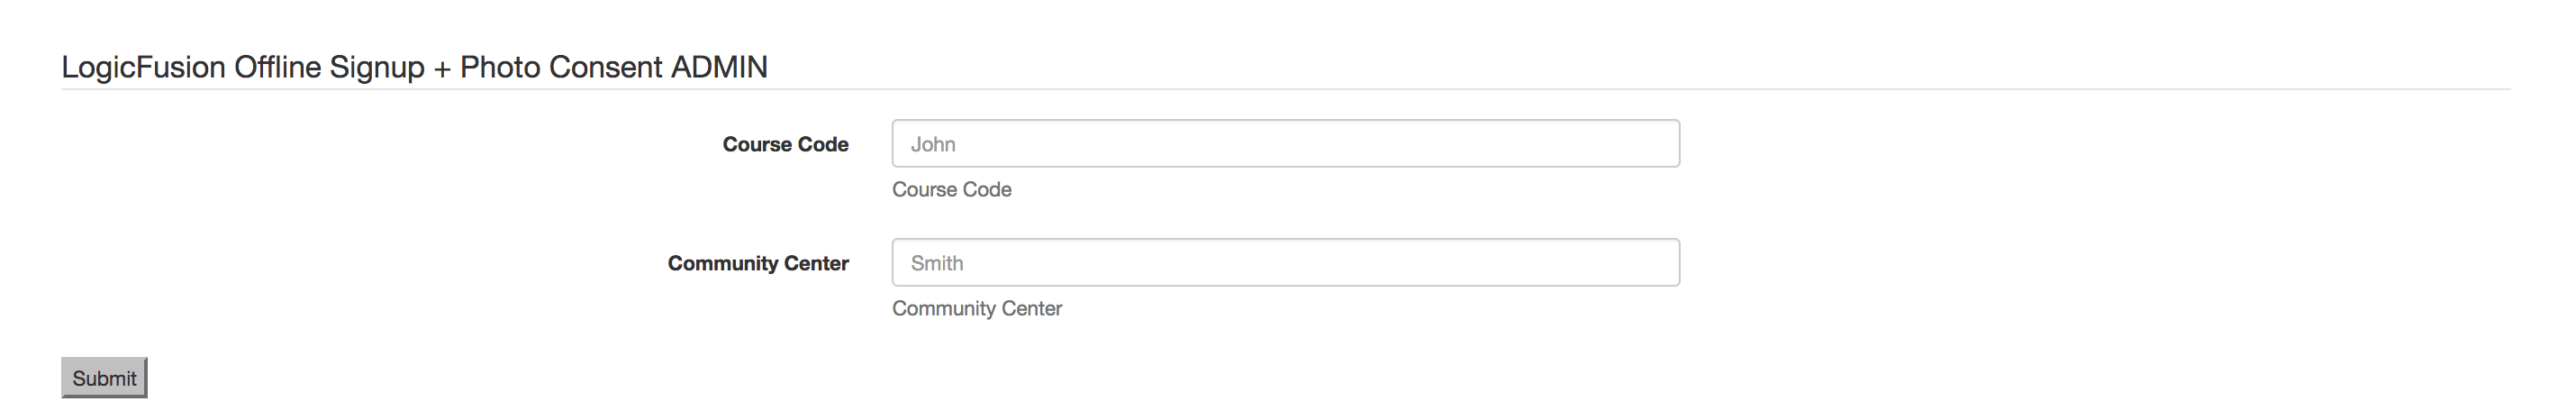 LogicFusion Offline Signup + Photo Consent ADMIN
Course Code
John
Course Code
Community Center
Smith
Community Center
Submit